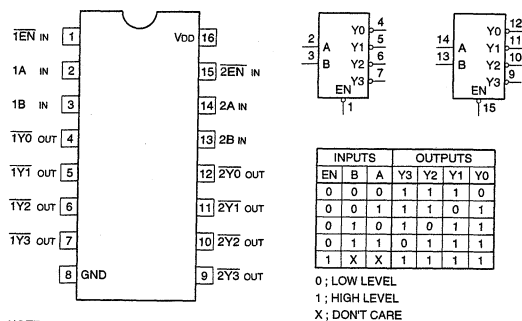 1EN IN 1
1A IN 2
1B IN 3
1Y0 OUT 4
1Y1 OUT 5
1Y2 OUT 6
1Y3 OUT 7
8 GND
VDD 16
15 2EN IN
14 2A IN
13 2B IN
12 2Y0 OUT
11 2Y1 OUT
10 2Y2 OUT
9 2Y3 OUT
2 A Y0 4
3 B Y1 5
Y2 6
Y3 7
EN
1
14 A Y0 12
13 B Y1 11
Y2 10
Y3 9
EN
15
INPUTS OUTPUTS
EN B A Y3 Y2 Y1 Y0
0 0 0 1 1 1 0
0 0 1 1 1 0 1
0 1 0 1 0 1 1
0 1 1 0 1 1 1
1 X X 1 1 1 1
0 ; LOW LEVEL
1 ; HIGH LEVEL
X ; DON'T CARE